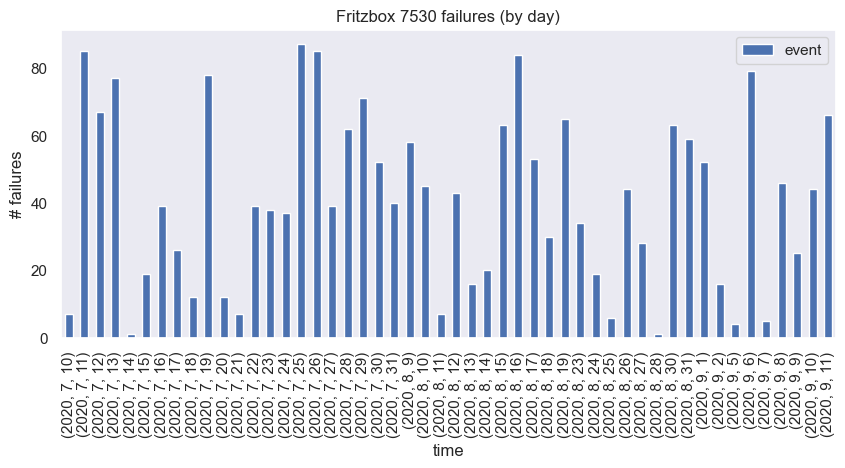 Fritzbox 7530 failures (by day)
event
# failures
80
60
40
20
0
(2020, 7, 10)
(2020, 7, 11)
(2020, 7, 12)
(2020, 7, 13)
(2020, 7, 14)
(2020, 7, 15)
(2020, 7, 16)
(2020, 7, 17)
(2020, 7, 18)
(2020, 7, 19)
(2020, 7, 20)
(2020, 7, 21)
(2020, 7, 22)
(2020, 7, 23)
(2020, 7, 24)
(2020, 7, 25)
(2020, 7, 26)
(2020, 7, 27)
(2020, 7, 28)
(2020, 7, 29)
(2020, 7, 30)
(2020, 7, 31)
(2020, 8, 9)
(2020, 8, 10)
(2020, 8, 11)
(2020, 8, 12)
(2020, 8, 13)
(2020, 8, 14)
(2020, 8, 15)
(2020, 8, 16)
(2020, 8, 17)
(2020, 8, 18)
(2020, 8, 19)
(2020, 8, 23)
(2020, 8, 24)
(2020, 8, 25)
(2020, 8, 26)
(2020, 8, 27)
(2020, 8, 28)
(2020, 8, 30)
(2020, 8, 31)
(2020, 9, 1)
(2020, 9, 2)
(2020, 9, 5)
(2020, 9, 6)
(2020, 9, 7)
(2020, 9, 8)
(2020, 9, 9)
(2020, 9, 10)
(2020, 9, 11)
time